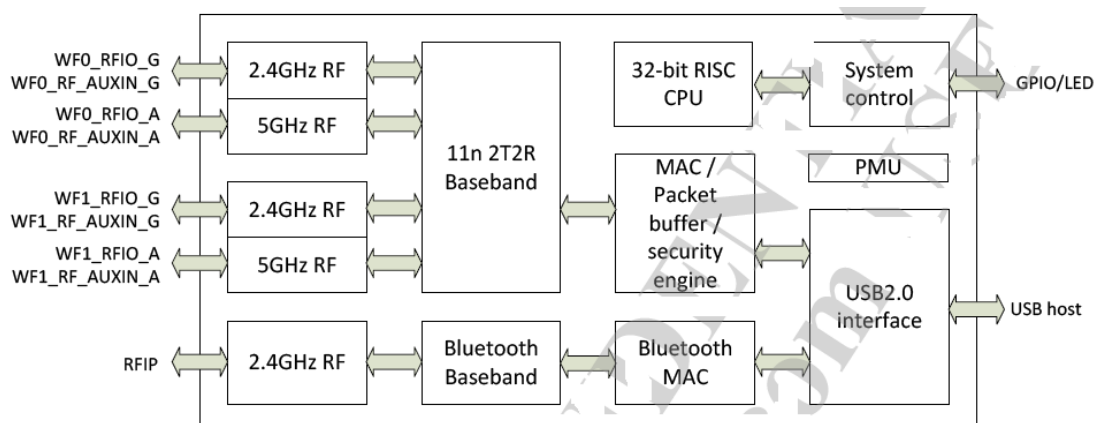 WF0_RFIO_G
WF0_RF_AUXIN_G
WF0_RFIO_A
WF0_RF_AUXIN_A
WF1_RFIO_G
WF1_RF_AUXIN_G
WF1_RFIO_A
WF1_RF_AUXIN_A
RFIP
2.4GHz RF
5GHz RF
2.4GHz RF
5GHz RF
2.4GHz RF
11n 2T2R
Baseband
Bluetooth
Baseband
32-bit RISC
CPU
MAC /
Packet
buffer /
security
engine
Bluetooth
MAC
System
control
PMU
USB2.0
interface
GPIO/LED
USB host